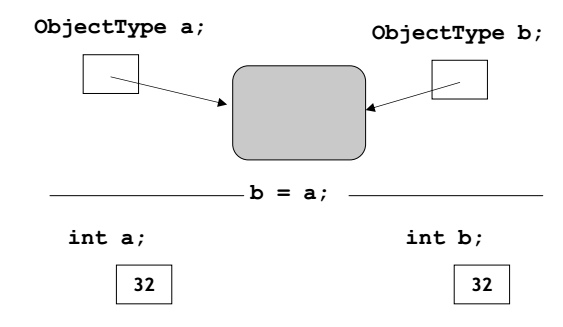 ObjectType a;
ObjectType b;
b = a;
int a;
int b;
32
32